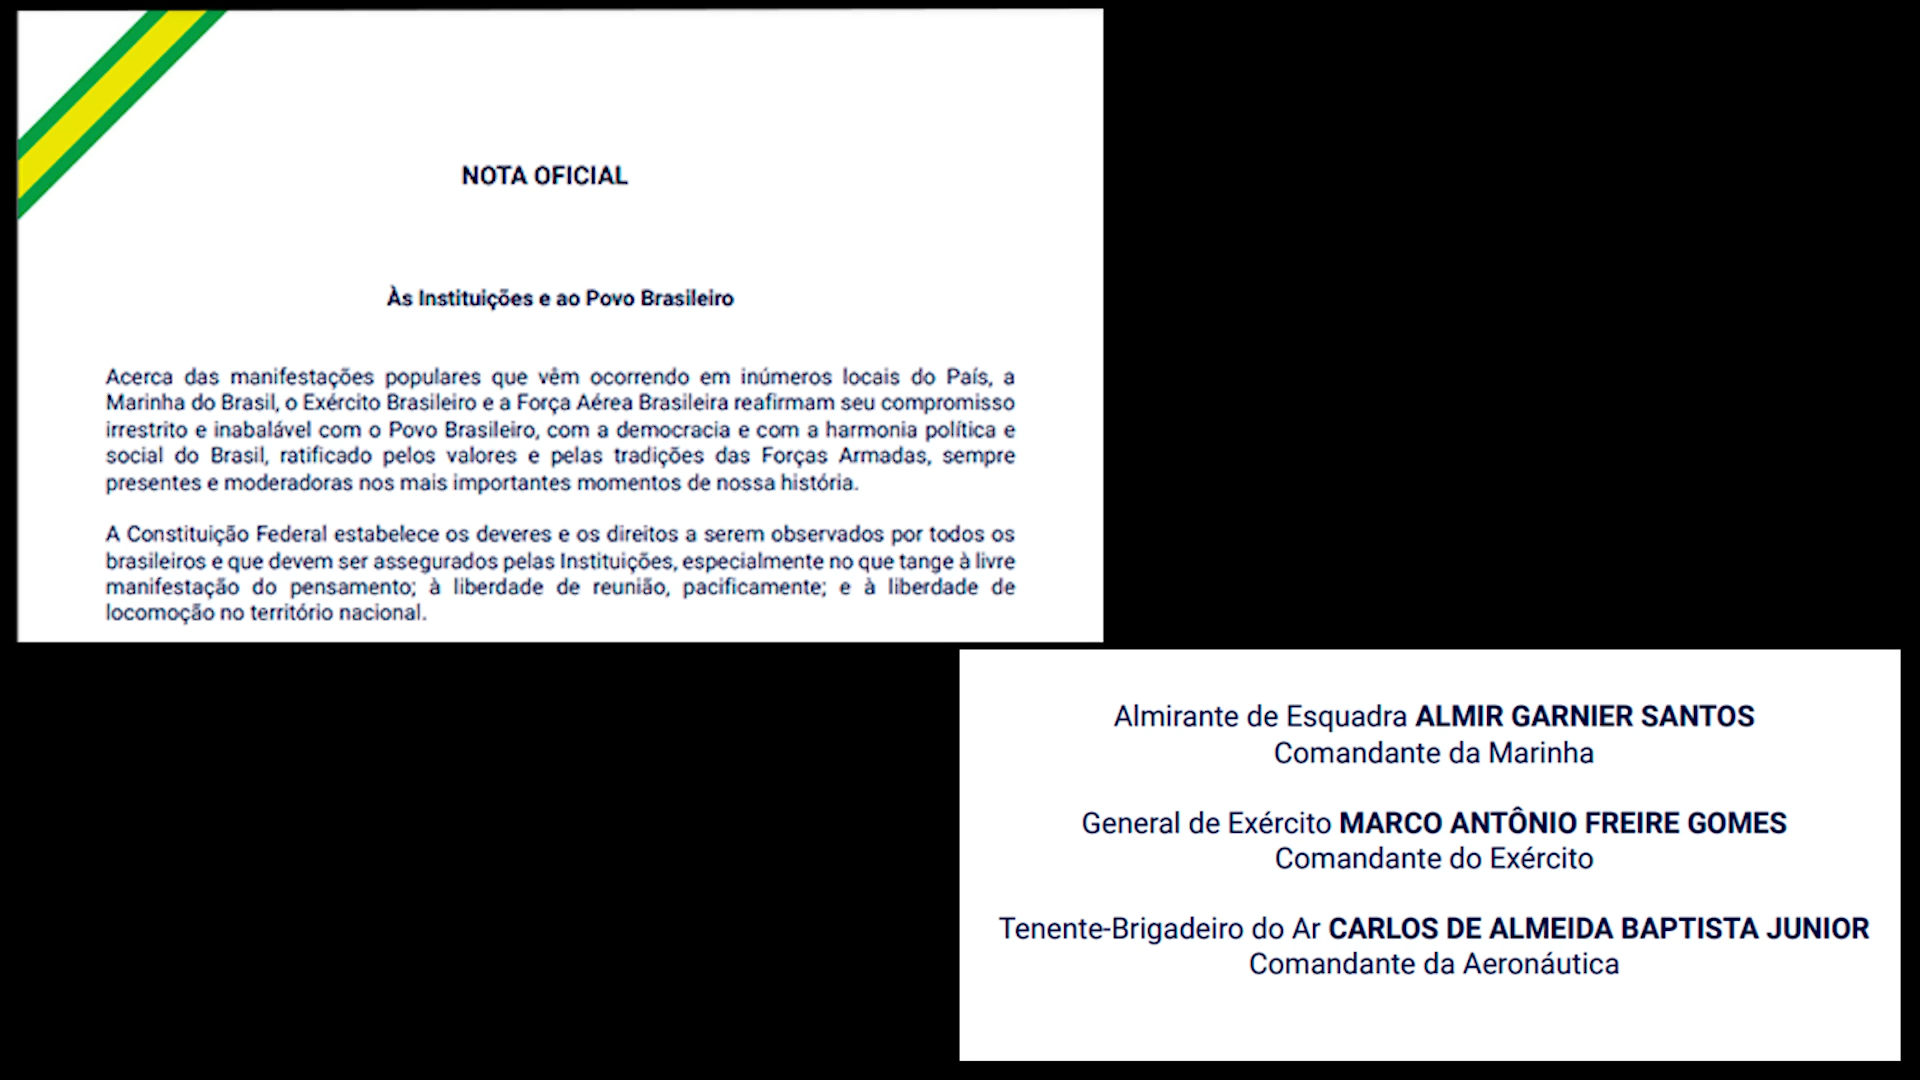 NOTA OFICIAL
Às Instituições e ao Povo Brasileiro
Acerca das manifestações populares que vêm ocorrendo em inúmeros locais do País, a
Marinha do Brasil, o Exército Brasileiro e a Força Aérea Brasileira reafirmam seu compromisso
irrestrito e inabalável com o Povo Brasileiro, com a democracia e com a harmonia política e
social do Brasil, ratificado pelos valores e pelas tradições das Forças Armadas, sempre
presentes e moderadoras nos mais importantes momentos de nossa história.
A Constituição Federal estabelece os deveres e os direitos a serem observados por todos os
brasileiros e que devem ser assegurados pelas Instituições, especialmente no que tange à livre
manifestação do pensamento; à liberdade de reunião, pacificamente; e à liberdade de
locomoção no território nacional.
Almirante de Esquadra ALMIR GARNIER SANTOS
Comandante da Marinha
General de Exército MARCO ANTÔNIO FREIRE GOMES
Comandante do Exército
Tenente-Brigadeiro do Ar CARLOS DE ALMEIDA BAPTISTA JUNIOR
Comandante da Aeronáutica